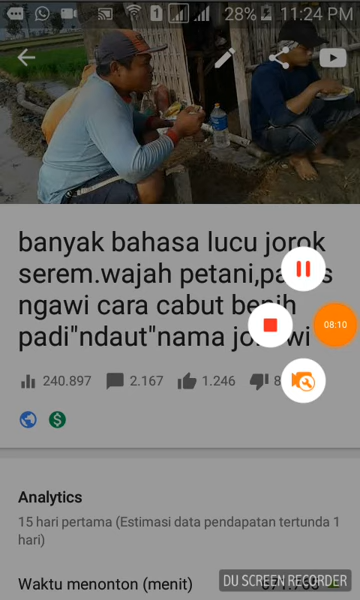 1 28% 11:24 PM
banyak bahasa lucu jorok
serem.wajah petani,
ngawi cara cabut benih
padi"ndaut"nama
08:10
240.897 2.167 1.246
Analytics
15 hari pertama (Estimasi data pendapatan tertunda 1
hari)
Waktu menonton (menit)
DU SCREEN RECORDER